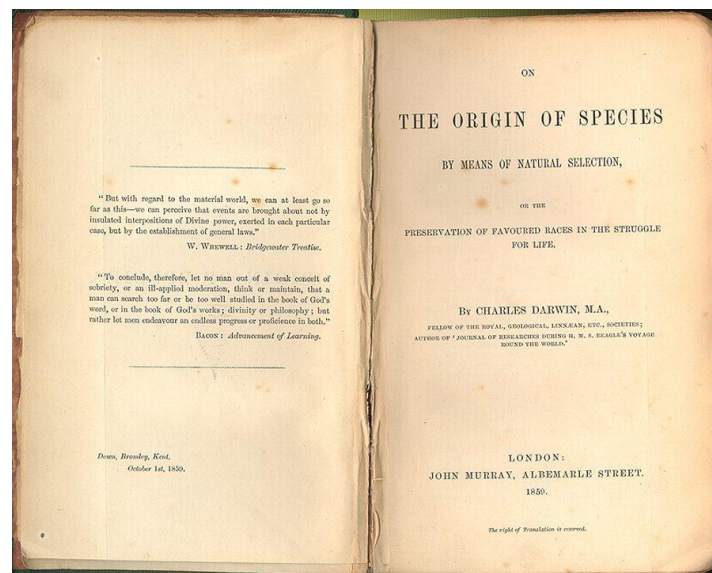 "But with regard to the material world, we can at least go so
far as this—we can perceive that events are brought about not by
insulated interpositions of Divine power, exerted in each particular
case, but by the establishment of general laws."
W. WHEWELL: Bridgewater Treatise.
"To conclude, therefore, let no man out of a weak conceit of
sobriety, or an ill-applied moderation, think or maintain, that a
man can search too far or be too well studied in the book of God's
word, or in the book of God's works; divinity or philosophy; but
rather let men endeavour an endless progress or proficience in both."
BACON: Advancement of Learning.
Down, Bromley, Kent,
October 1st, 1859.
ON
THE ORIGIN OF SPECIES
BY MEANS OF NATURAL SELECTION,
OR THE
PRESERVATION OF FAVOURED RACES IN THE STRUGGLE
FOR LIFE.
BY CHARLES DARWIN, M.A.,
FELLOW OF THE ROYAL, GEOLOGICAL, LINNÆAN, ETC., SOCIETIES;
AUTHOR OF 'JOURNAL OF RESEARCHES DURING H. M. S. BEAGLE'S VOYAGE
ROUND THE WORLD.'
LONDON:
JOHN MURRAY, ALBEMARLE STREET.
1859.
The right of Translation is reserved.